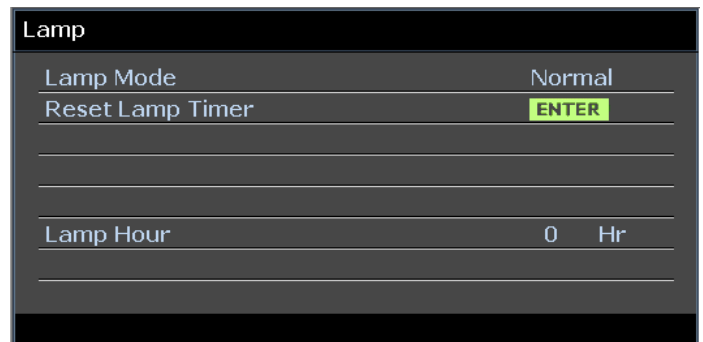 Lamp
Lamp Mode Normal
Reset Lamp Timer ENTER
Lamp Hour 0 Hr